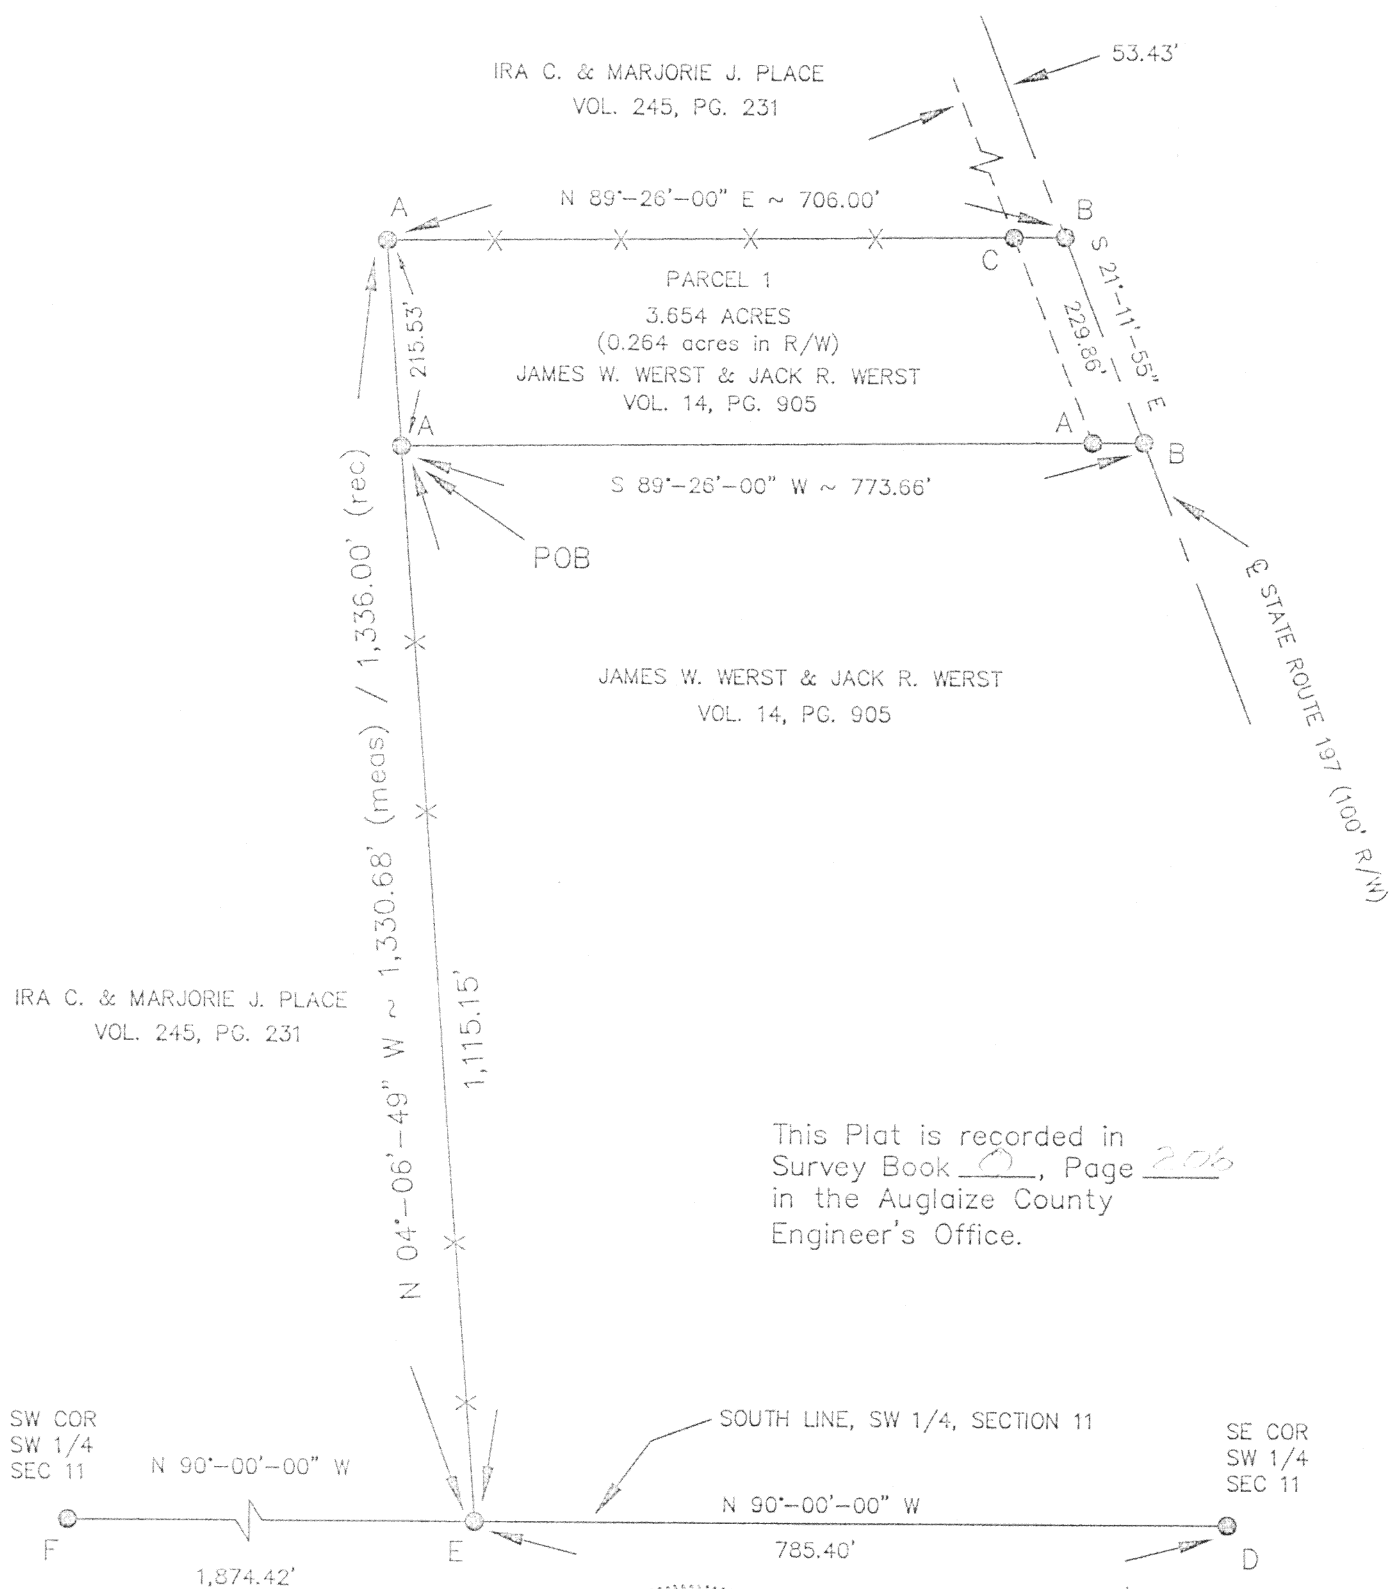 53.43'
IRA C. & MARJORIE J. PLACE
VOL. 245, PG. 231
N 89°-26'-00" E ~ 706.00'
A
B
C
S 21°-11'-55" E
229.86'
PARCEL 1
3.654 ACRES
(0.264 acres in R/W)
JAMES W. WERST & JACK R. WERST
VOL. 14, PG. 905
215.53'
A
A
B
S 89°-26'-00" W ~ 773.66'
POB
℄ STATE ROUTE 197 (100' R/W)
JAMES W. WERST & JACK R. WERST
VOL. 14, PG. 905
N 04°-06'-49" W ~ 1,330.68' (meas) / 1,336.00' (rec)
1,115.15'
IRA C. & MARJORIE J. PLACE
VOL. 245, PG. 231
This Plat is recorded in
Survey Book O, Page 206
in the Auglaize County
Engineer's Office.
SW COR
SW 1/4
SEC 11
N 90°-00'-00" W
SOUTH LINE, SW 1/4, SECTION 11
SE COR
SW 1/4
SEC 11
N 90°-00'-00" W
F
E
785.40'
D
1,874.42'